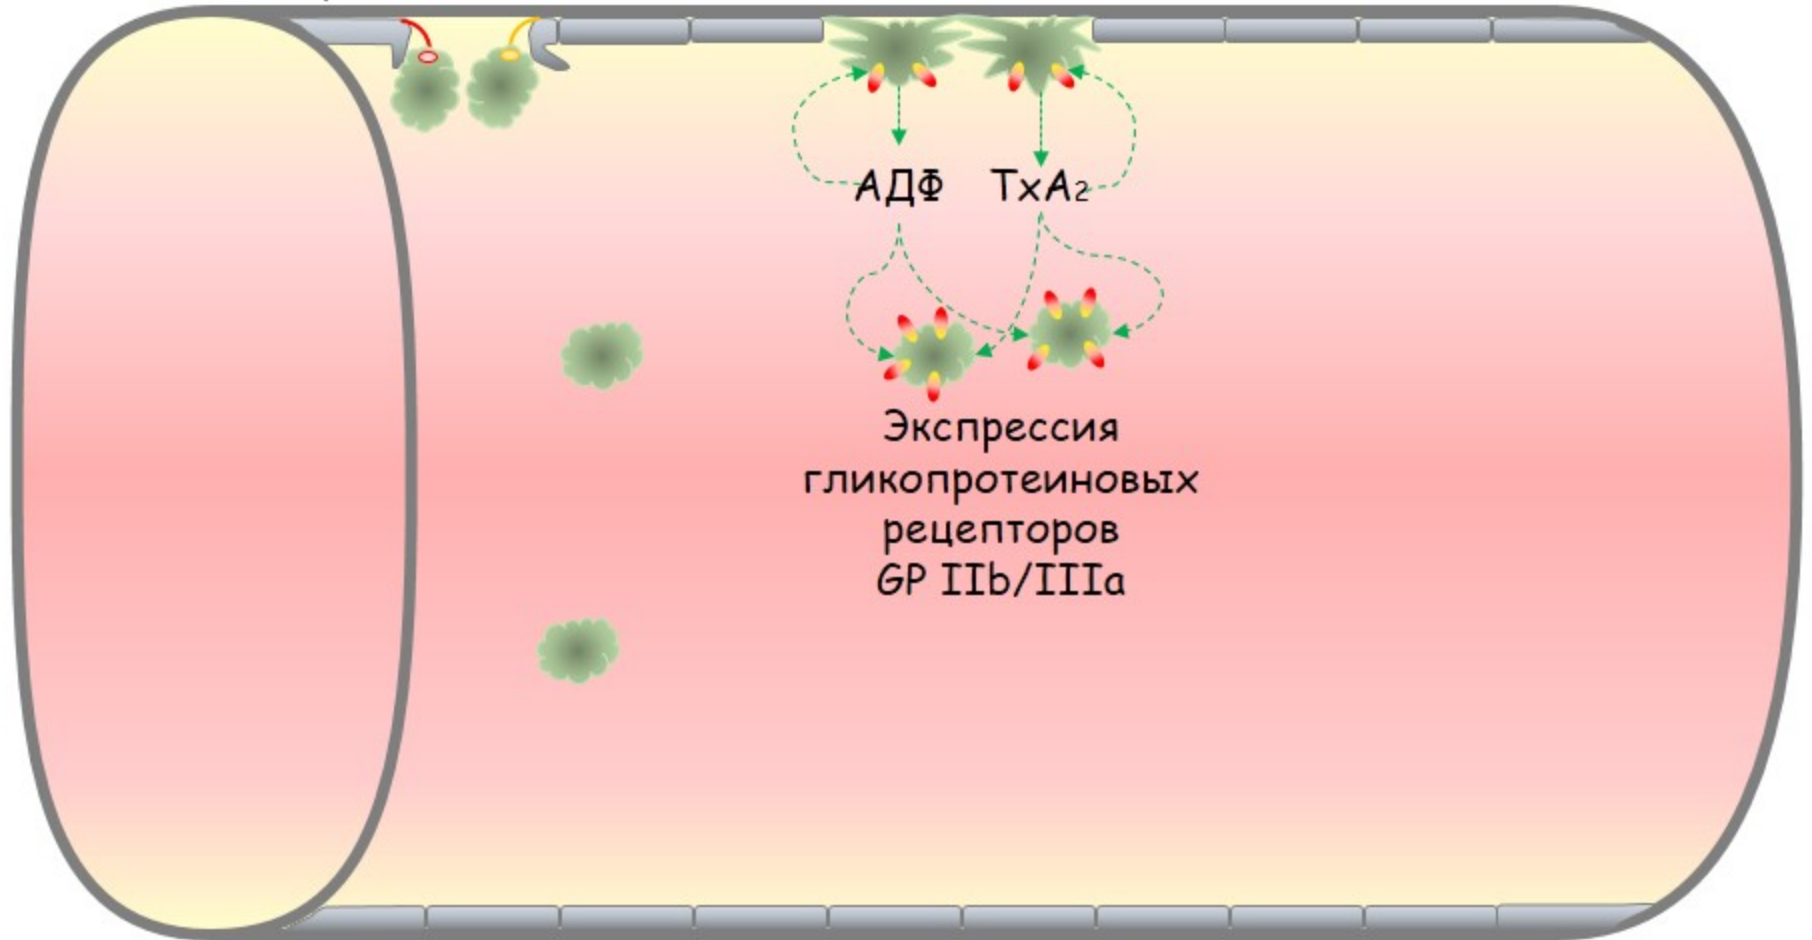 АДФ TxA₂
Экспрессия
гликопротеиновых
рецепторов
GP IIb/IIIa